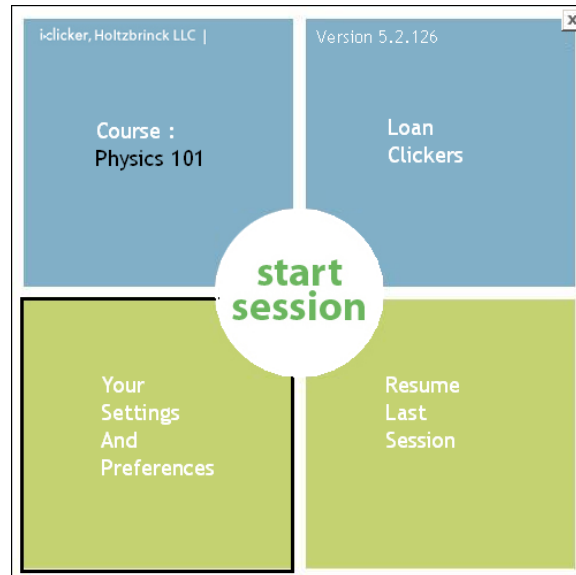 i-clicker, Holtzbrinck LLC |
Version 5.2.126
x
Course :
Physics 101
Loan
Clickers
start
session
Your
Settings
And
Preferences
Resume
Last
Session